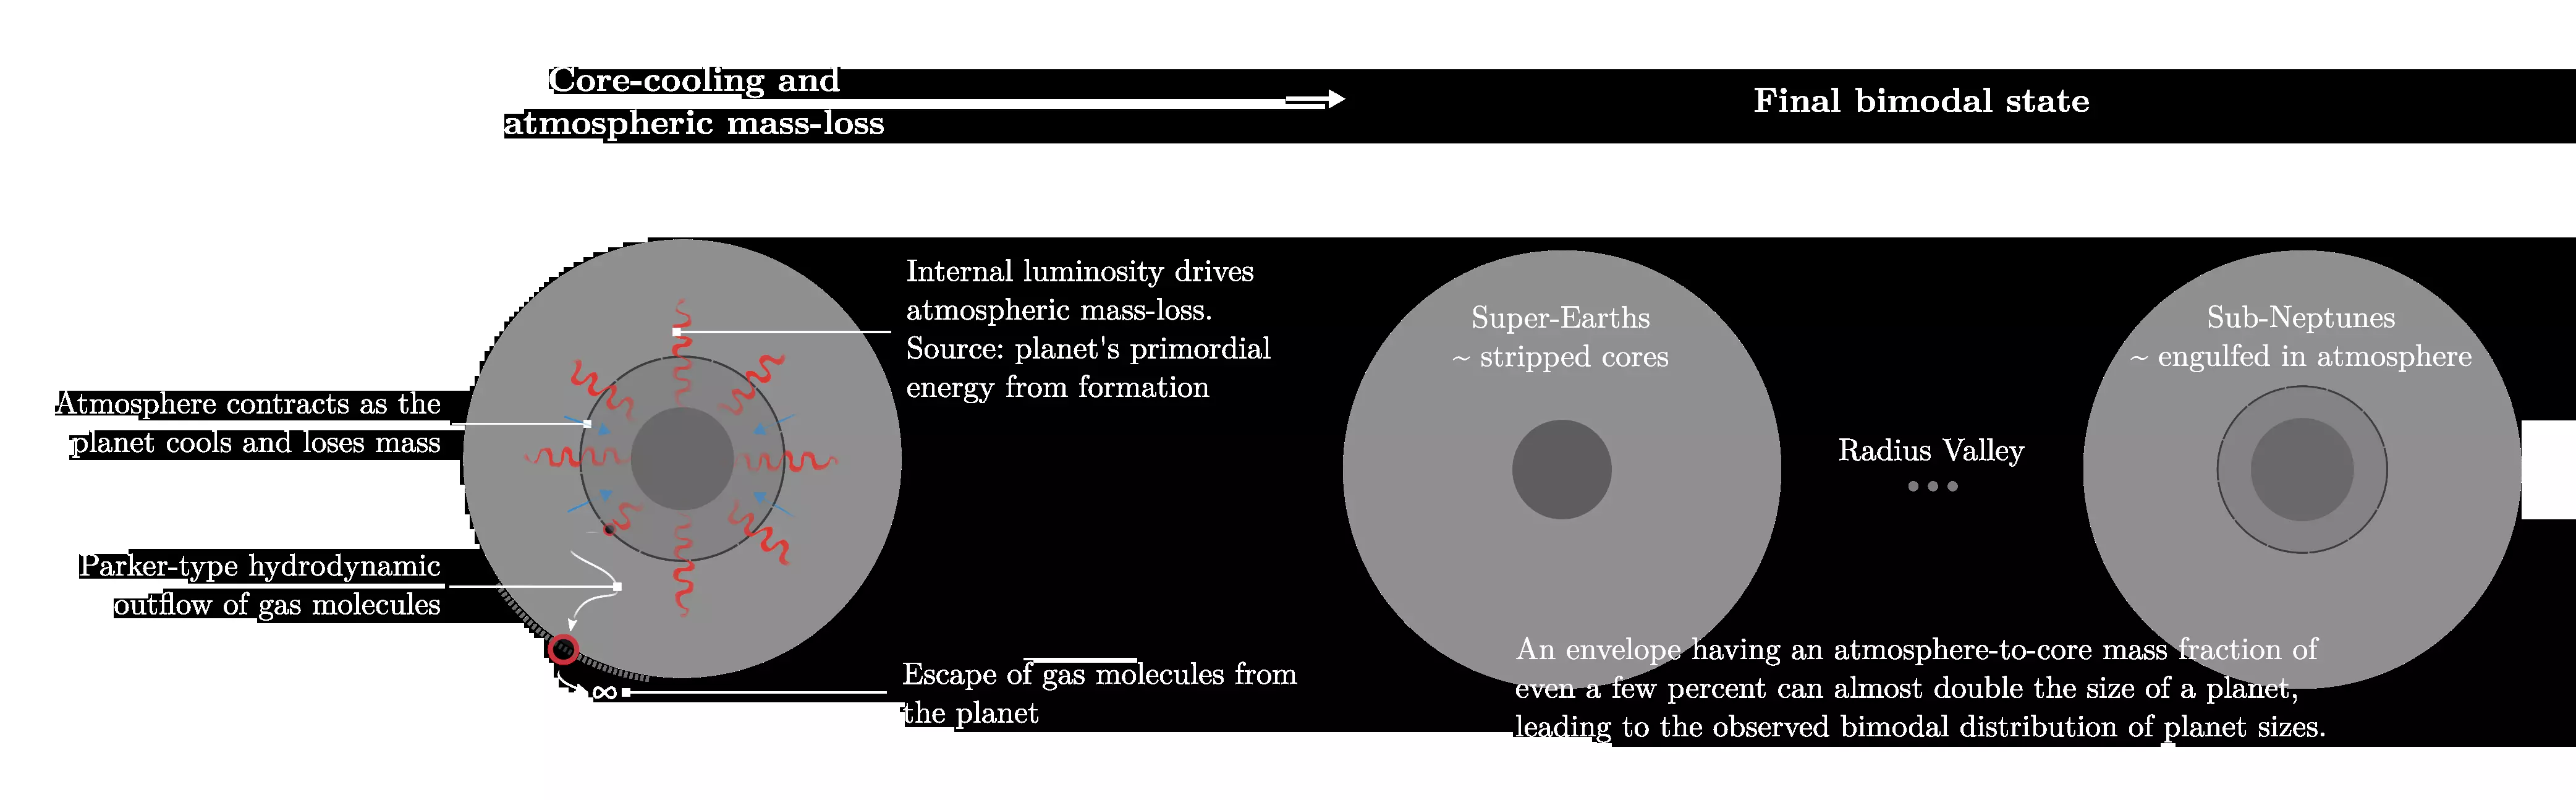 Core-cooling and
atmospheric mass-loss
Final bimodal state
Internal luminosity drives
atmospheric mass-loss.
Source: planet's primordial
energy from formation
Atmosphere contracts as the
planet cools and loses mass
Parker-type hydrodynamic
outflow of gas molecules
∞
Escape of gas molecules from
the planet
Super-Earths
~ stripped cores
Radius Valley
Sub-Neptunes
~ engulfed in atmosphere
An envelope having an atmosphere-to-core mass fraction of
even a few percent can almost double the size of a planet,
leading to the observed bimodal distribution of planet sizes.